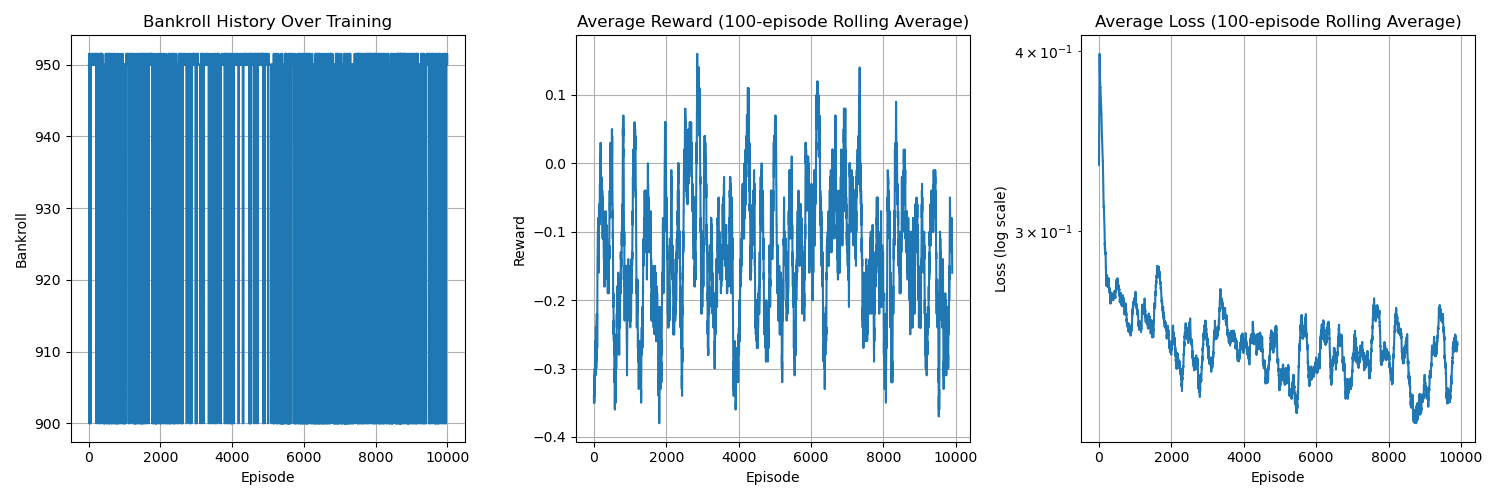 Bankroll History Over Training
950
940
930
920
910
900
Bankroll
0 2000 4000 6000 8000 10000
Episode
Average Reward (100-episode Rolling Average)
0.1
0.0
−0.1
−0.2
−0.3
−0.4
Reward
0 2000 4000 6000 8000 10000
Episode
Average Loss (100-episode Rolling Average)
4 × 10⁻¹
3 × 10⁻¹
Loss (log scale)
0 2000 4000 6000 8000 10000
Episode